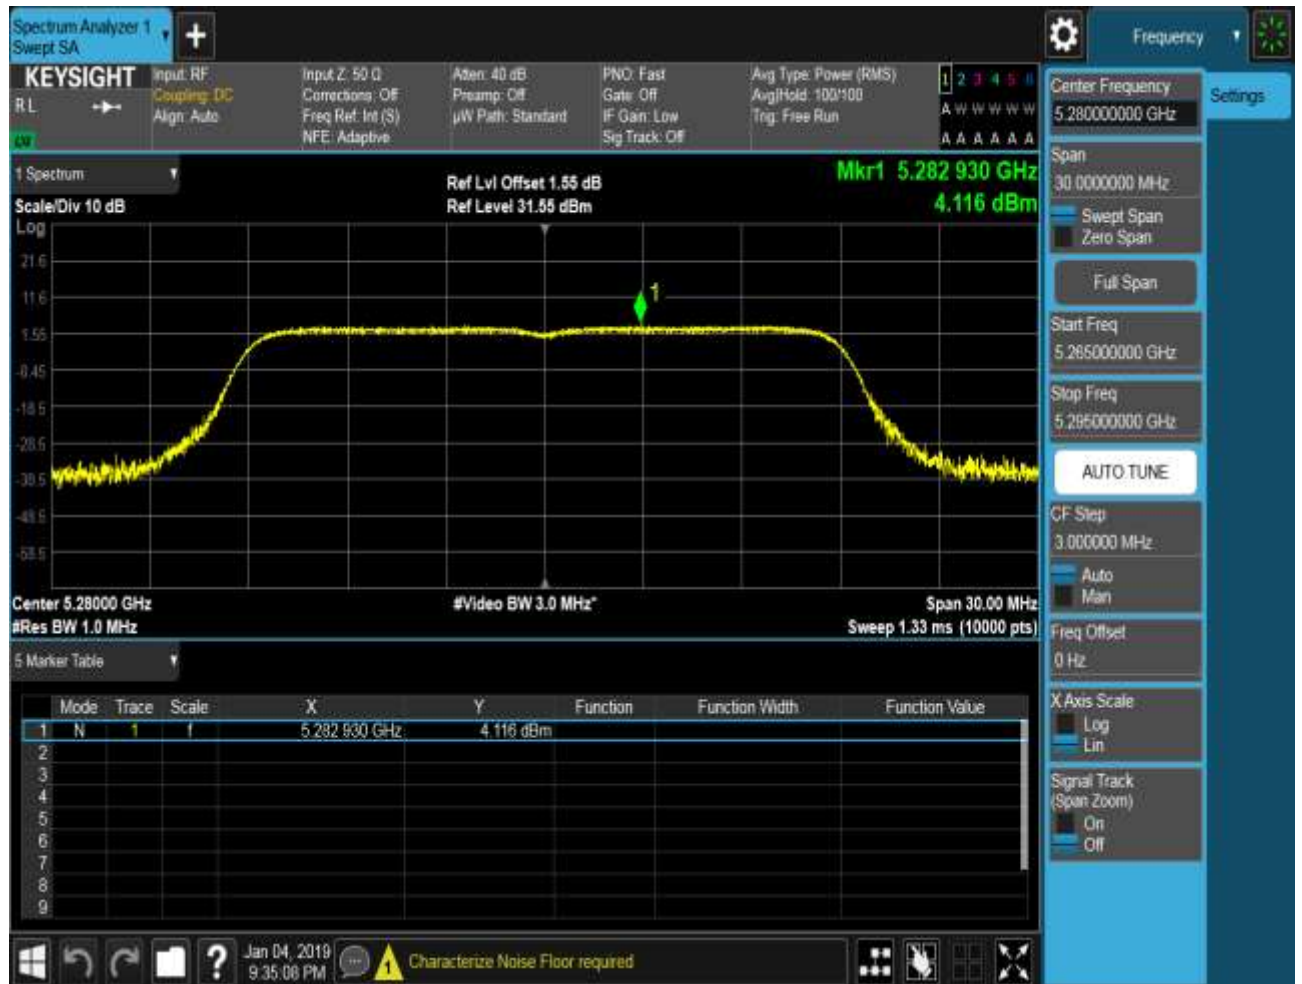 Spectrum Analyzer 1
Swept SA
+
Frequency
KEYSIGHT
RL
Input: RF
Coupling: DC
Align: Auto
Input Z: 50 Ω
Corrections: Off
Freq Ref: Int (S)
NFE: Adaptive
Atten: 40 dB
Preamp: Off
µW Path: Standard
PNO: Fast
Gate: Off
IF Gain: Low
Sig Track: Off
Avg Type: Power (RMS)
Avg|Hold: 100/100
Trig: Free Run
1 2 3 4 5 6
A W W W W W
A A A A A A
1 Spectrum
Scale/Div 10 dB
Ref Lvl Offset 1.55 dB
Ref Level 31.55 dBm
Mkr1 5.282 930 GHz
4.116 dBm
Log
21.6
11.6
1.55
-8.45
-18.5
-28.5
-38.5
-48.5
-58.5
1
Center 5.28000 GHz
#Res BW 1.0 MHz
#Video BW 3.0 MHz*
Span 30.00 MHz
Sweep 1.33 ms (10000 pts)
5 Marker Table
Mode Trace Scale X Y Function Function Width Function Value
1 N 1 f 5.282 930 GHz 4.116 dBm
2
3
4
5
6
7
8
9
Center Frequency
5.280000000 GHz
Settings
Span
30.0000000 MHz
Swept Span
Zero Span
Full Span
Start Freq
5.265000000 GHz
Stop Freq
5.295000000 GHz
AUTO TUNE
CF Step
3.000000 MHz
Auto
Man
Freq Offset
0 Hz
X Axis Scale
Log
Lin
Signal Track
(Span Zoom)
On
Off
?
Jan 04, 2019
9:35:08 PM
1
Characterize Noise Floor required